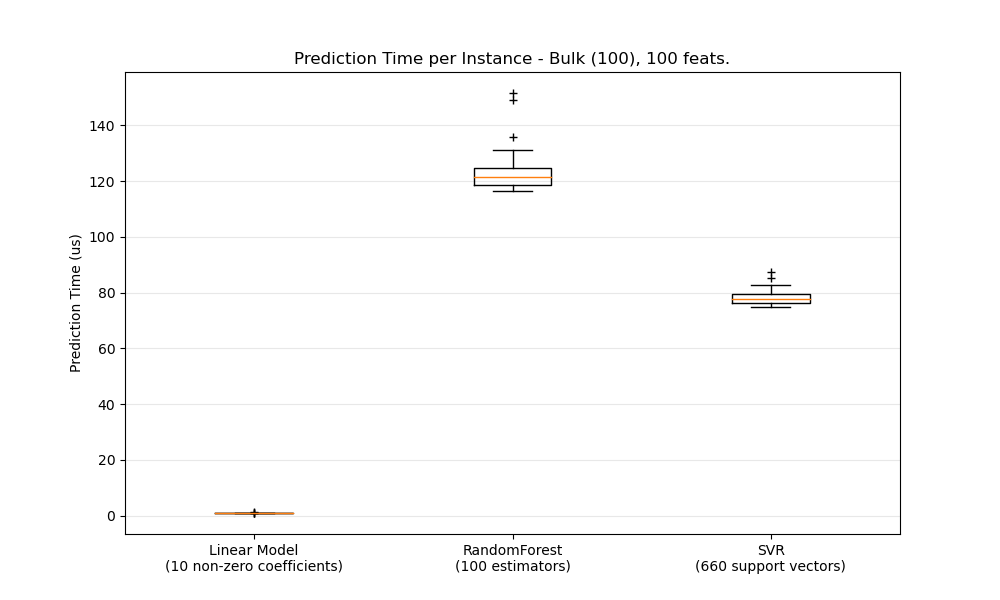 Prediction Time per Instance - Bulk (100), 100 feats.
Prediction Time (us)
140
120
100
80
60
40
20
0
Linear Model
(10 non-zero coefficients)
RandomForest
(100 estimators)
SVR
(660 support vectors)